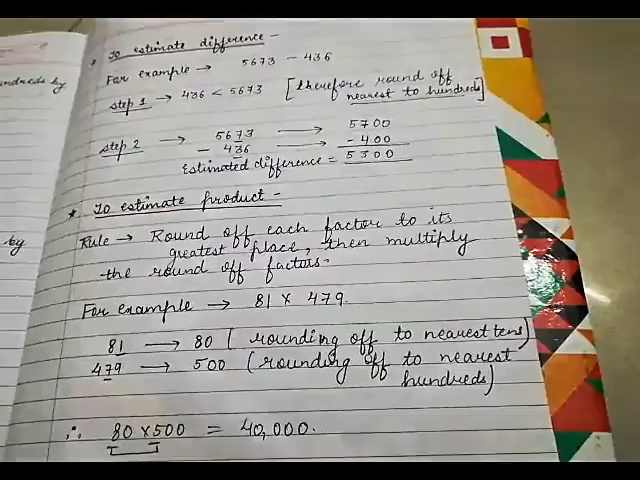 To estimate difference -
undreds by
For example → 5673 - 436
Step 1 → 436 < 5673 [therefore round off
nearest to hundreds]
Step 2 → 5673 → 5700
- 436 → - 400
Estimated difference = 5300
* To estimate product -
by
Rule → Round off each factor to its
greatest place, then multiply
the round off factors.
For example → 81 × 479.
81 → 80 (rounding off to nearest tens)
479 → 500 (rounding off to nearest
hundreds)
∴ 80 × 500 = 40,000.